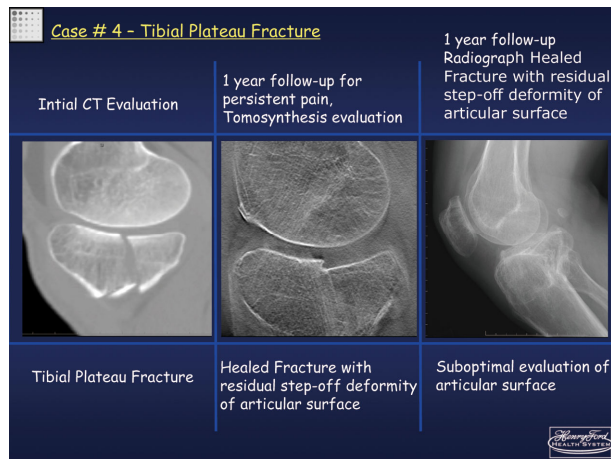 Case # 4 – Tibial Plateau Fracture
Intial CT Evaluation
1 year follow-up for
persistent pain,
Tomosynthesis evaluation
1 year follow-up
Radiograph Healed
Fracture with residual
step-off deformity of
articular surface
Tibial Plateau Fracture
Healed Fracture with
residual step-off deformity
of articular surface
Suboptimal evaluation of
articular surface
Henry Ford
HEALTH SYSTEM